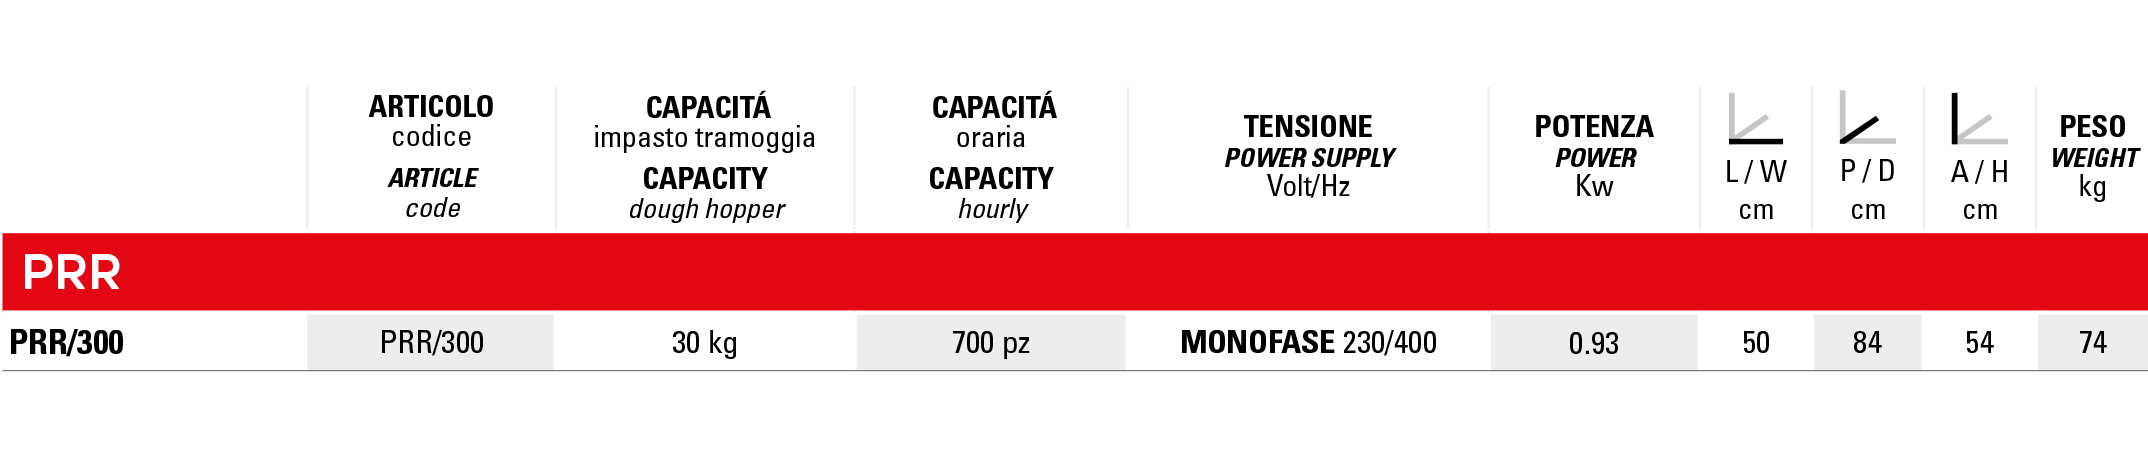 ARTICOLO
codice
ARTICLE
code
CAPACITÁ
impasto tramoggia
CAPACITY
dough hopper
CAPACITÁ
oraria
CAPACITY
hourly
TENSIONE
POWER SUPPLY
Volt/Hz
POTENZA
POWER
Kw
L / W
cm
P / D
cm
A / H
cm
PESO
WEIGHT
kg
PRR
PRR/300 PRR/300 30 kg 700 pz MONOFASE 230/400 0.93 50 84 54 74